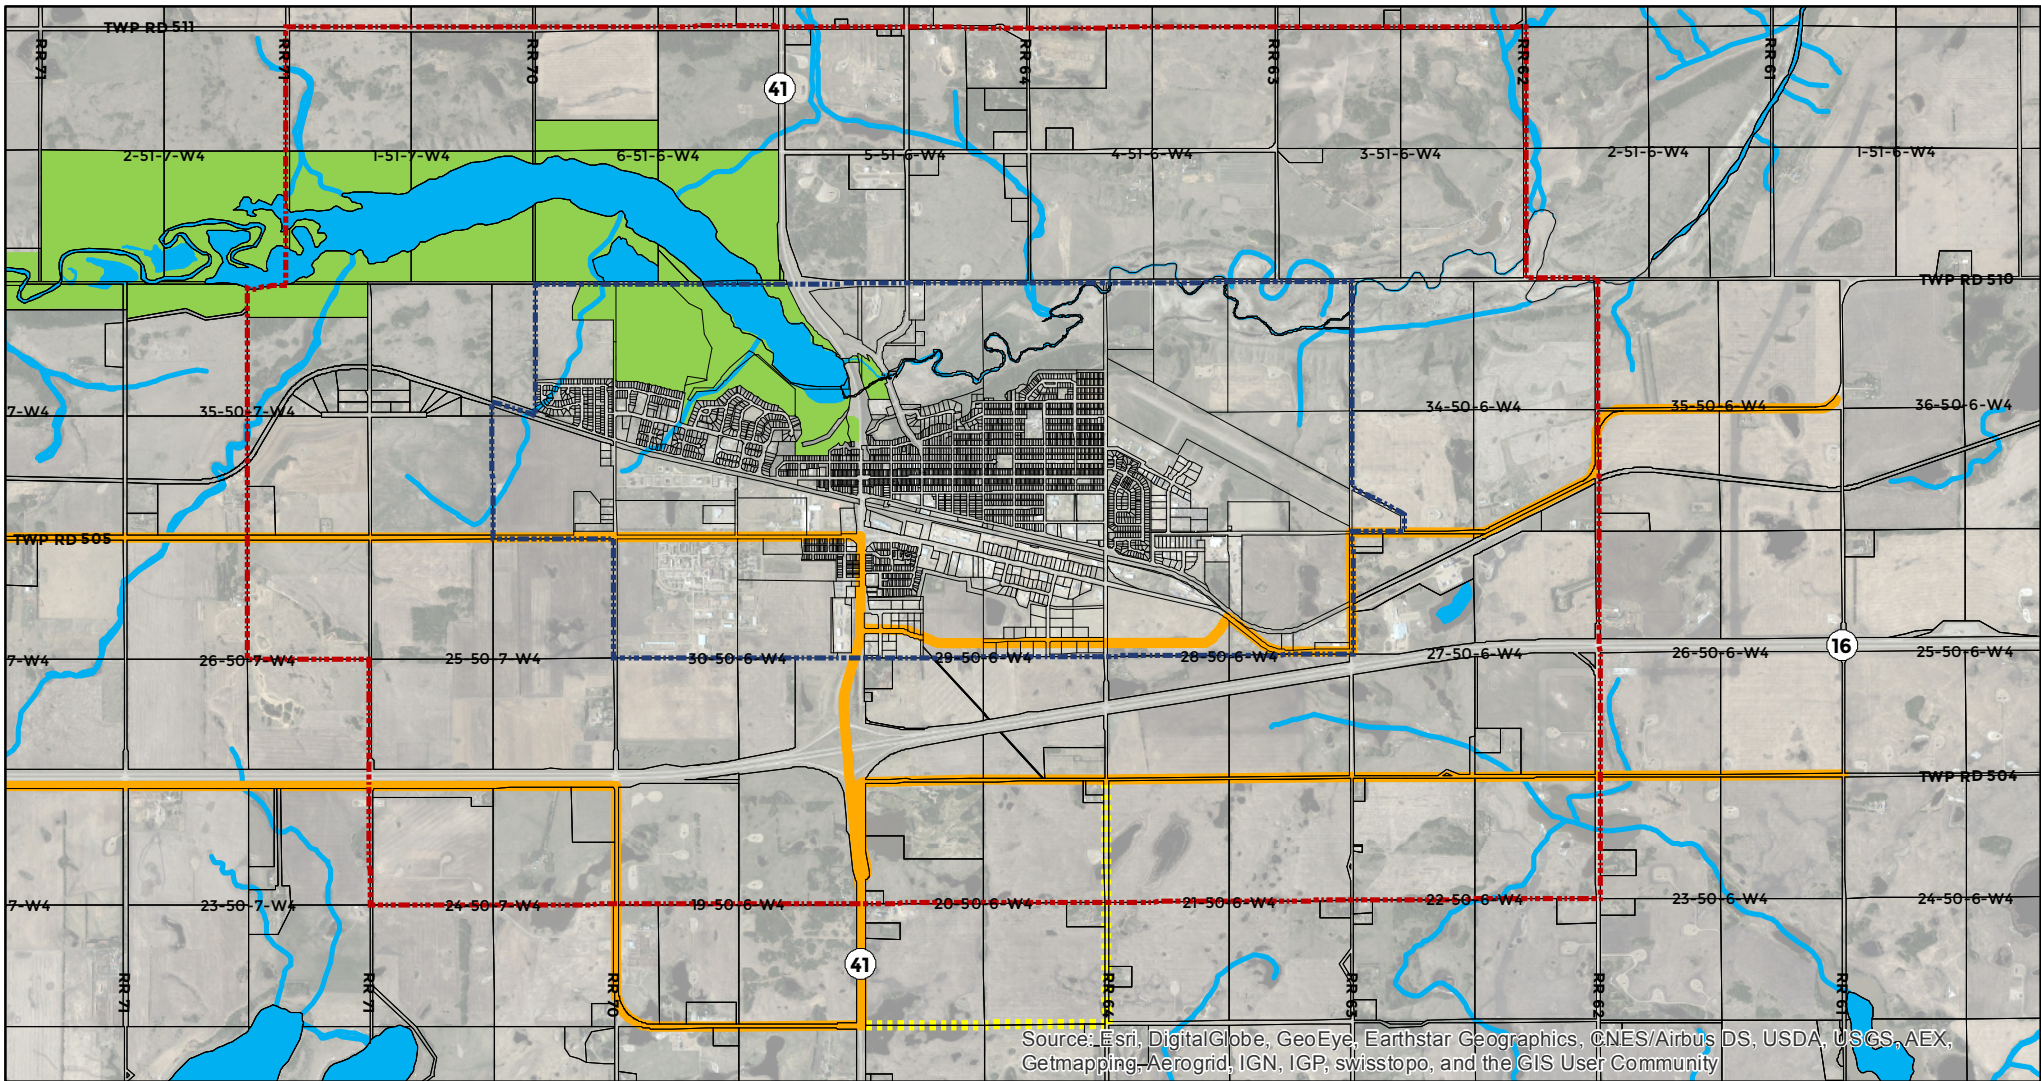 TWP RD 511
RR 71
RR 71
RR 70
41
RR 64
RR 63
RR 62
RR 61
2-51-7-W4
1-51-7-W4
6-51-6-W4
5-51-6-W4
4-51-6-W4
3-51-6-W4
2-51-6-W4
1-51-6-W4
TWP RD 510
7-W4
35-50-7-W4
34-50-6-W4
35-50-6-W4
36-50-6-W4
TWP RD 505
7-W4
26-50-7-W4
25-50-7-W4
30-50-6-W4
29-50-6-W4
28-50-6-W4
27-50-6-W4
26-50-6-W4
16
25-50-6-W4
TWP RD 504
7-W4
23-50-7-W4
24-50-7-W4
19-50-6-W4
20-50-6-W4
21-50-6-W4
22-50-6-W4
23-50-6-W4
24-50-6-W4
RR 71
RR 71
RR 70
41
RR 64
RR 63
RR 62
RR 61
Source: Esri, DigitalGlobe, GeoEye, Earthstar Geographics, CNES/Airbus DS, USDA, USGS, AEX,
Getmapping, Aerogrid, IGN, IGP, swisstopo, and the GIS User Community